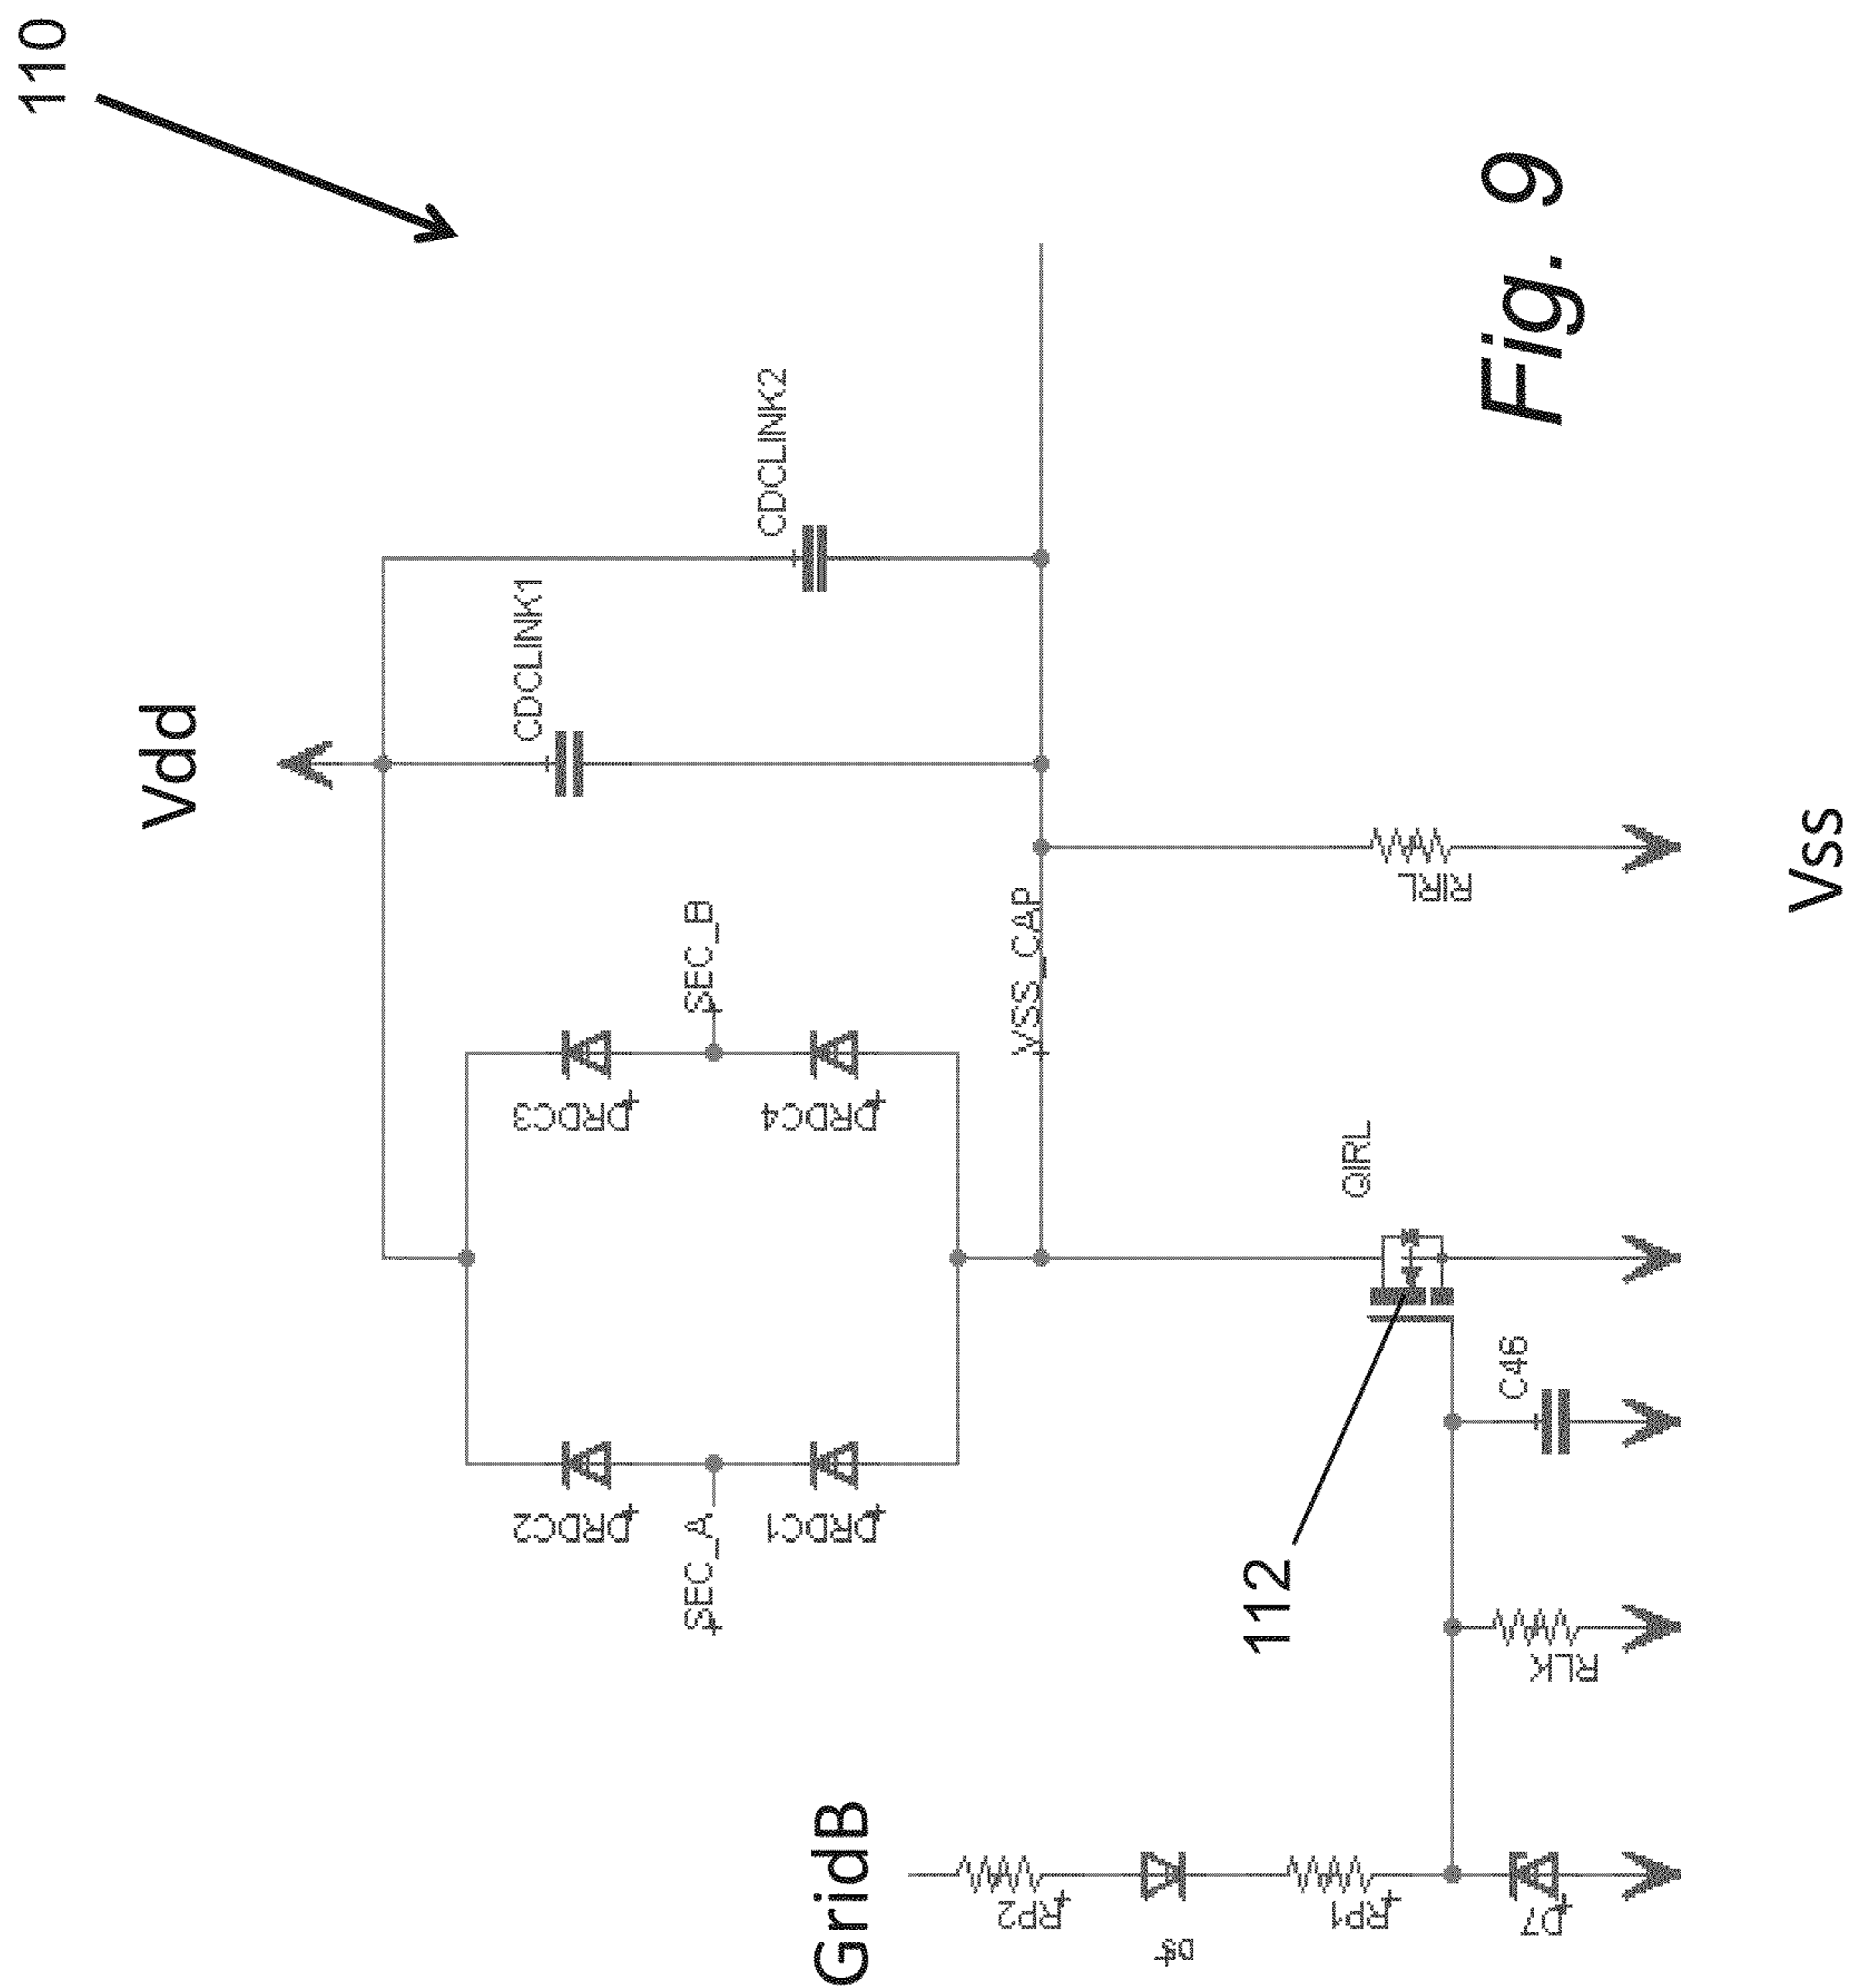 110
Vdd
CDCLINK1
CDCLINK2
SEC_B
DRDC3
DRDC4
VSS_CAP
RIRL
Vss
DRDC2
SEC_A
DRDC1
QIRL
112
C46
RLK
GridB
RP2
RP1
D7
Fig. 9